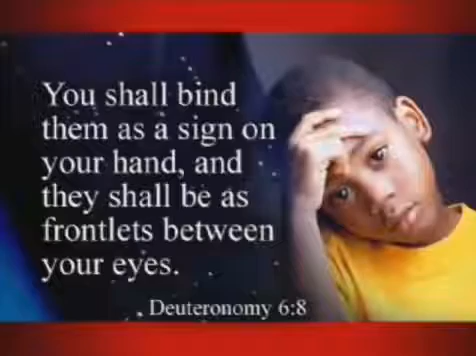 You shall bind
them as a sign on
your hand, and
they shall be as
frontlets between
your eyes.
Deuteronomy 6:8